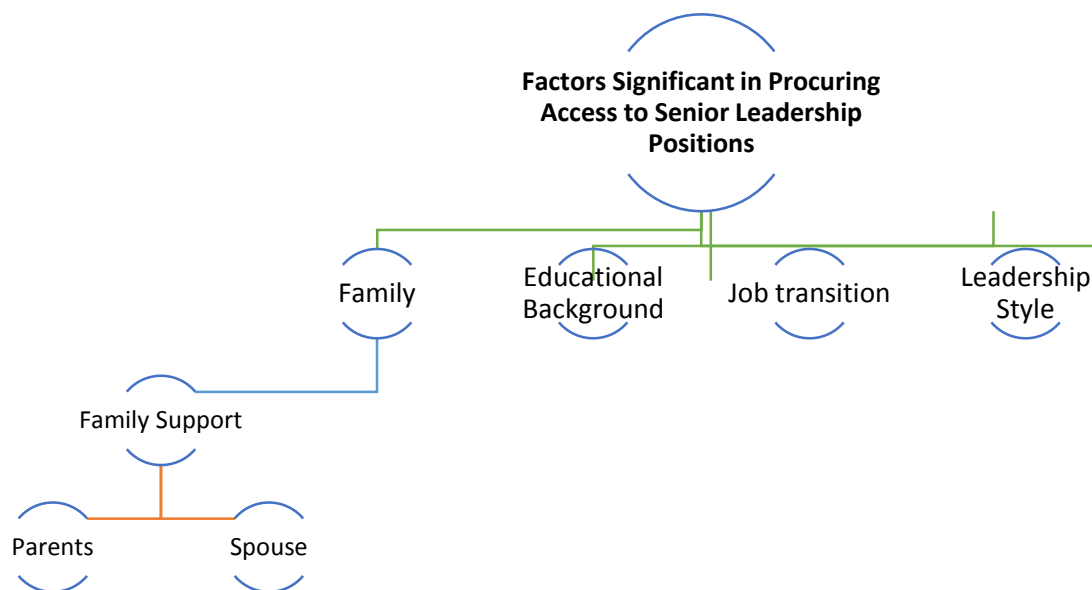 Factors Significant in Procuring
Access to Senior Leadership
Positions
Family
Educational
Background
Job transition
Leadership
Style
Family Support
Parents
Spouse